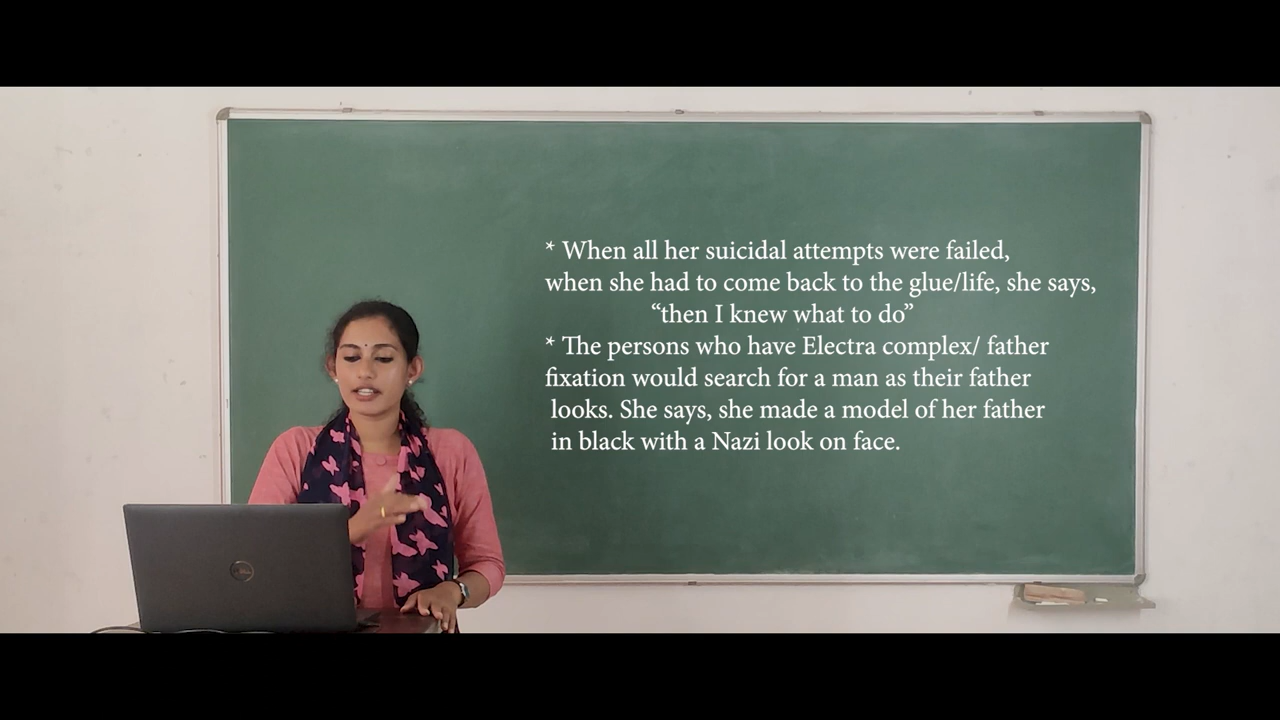 * When all her suicidal attempts were failed,
when she had to come back to the glue/life, she says,
“then I knew what to do”
* The persons who have Electra complex/ father
fixation would search for a man as their father
looks. She says, she made a model of her father
in black with a Nazi look on face.